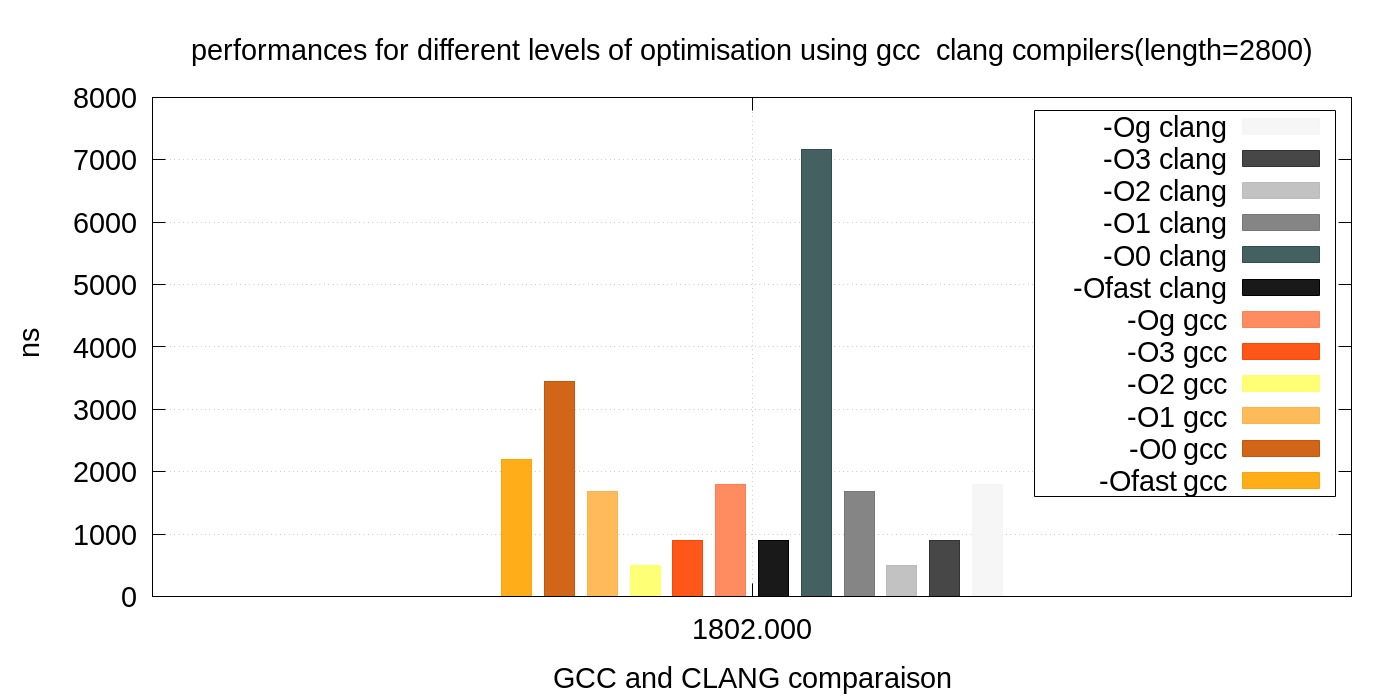 performances for different levels of optimisation using gcc  clang compilers(length=2800)
8000
7000
6000
5000
4000
3000
2000
1000
0
ns
-Og clang
-O3 clang
-O2 clang
-O1 clang
-O0 clang
-Ofast clang
-Og gcc
-O3 gcc
-O2 gcc
-O1 gcc
-O0 gcc
-Ofast gcc
1802.000
GCC and CLANG comparaison